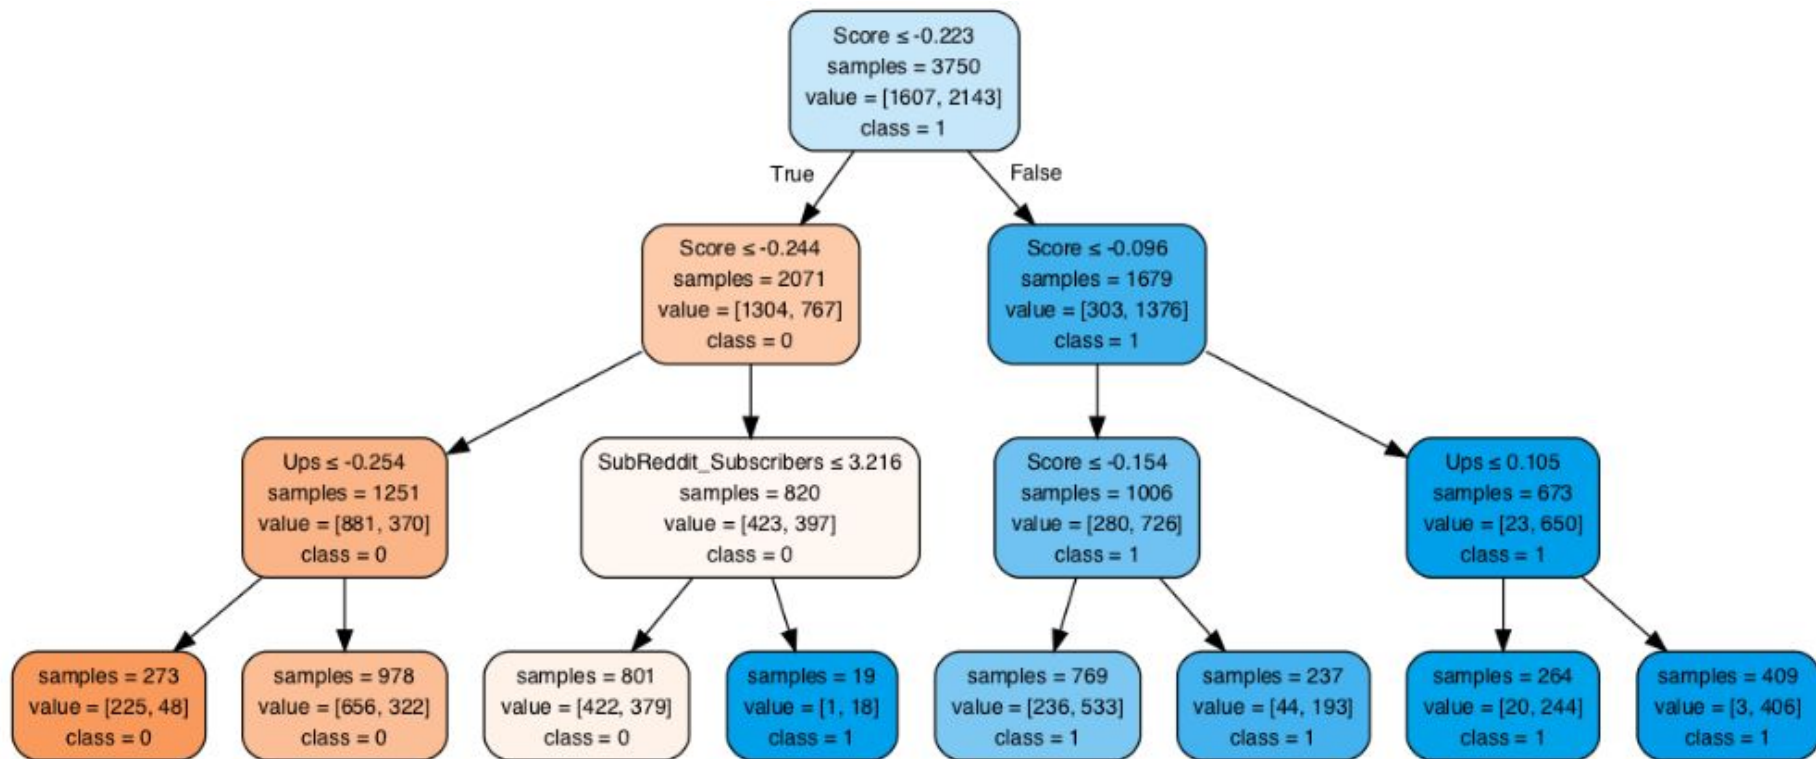 Score ≤ -0.223
samples = 3750
value = [1607, 2143]
class = 1
True
False
Score ≤ -0.244
samples = 2071
value = [1304, 767]
class = 0
Score ≤ -0.096
samples = 1679
value = [303, 1376]
class = 1
Ups ≤ -0.254
samples = 1251
value = [881, 370]
class = 0
SubReddit_Subscribers ≤ 3.216
samples = 820
value = [423, 397]
class = 0
Score ≤ -0.154
samples = 1006
value = [280, 726]
class = 1
Ups ≤ 0.105
samples = 673
value = [23, 650]
class = 1
samples = 273
value = [225, 48]
class = 0
samples = 978
value = [656, 322]
class = 0
samples = 801
value = [422, 379]
class = 0
samples = 19
value = [1, 18]
class = 1
samples = 769
value = [236, 533]
class = 1
samples = 237
value = [44, 193]
class = 1
samples = 264
value = [20, 244]
class = 1
samples = 409
value = [3, 406]
class = 1